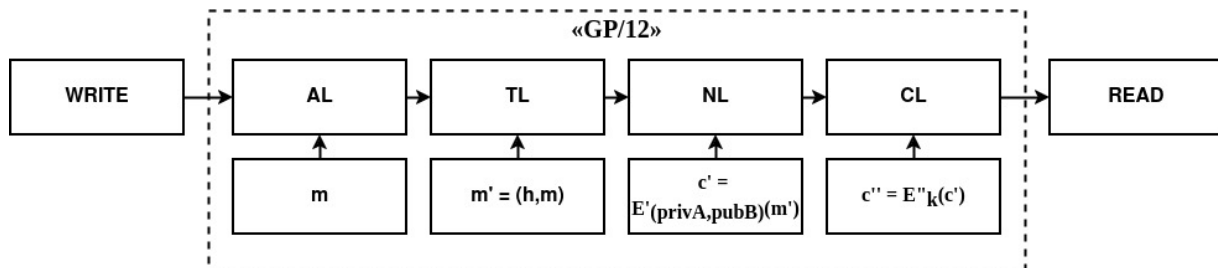 «GP/12»
WRITE
AL
TL
NL
CL
READ
m
m' = (h,m)
c' =
E'(privA,pubB)(m')
c'' = E"k(c')